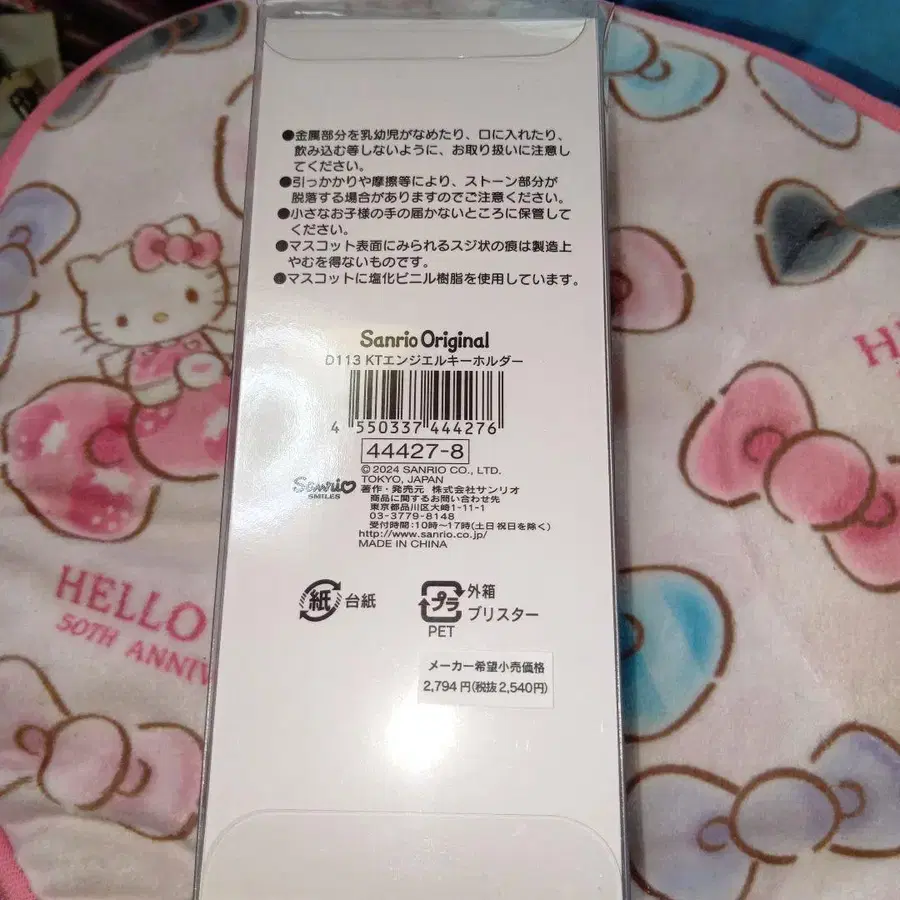 ●金属部分を乳幼児がなめたり、口に入れたり、
飲み込む等しないように、お取り扱いに注意し
てください。
●引っかかりや摩擦等により、ストーン部分が
脱落する場合がありますのでご注意ください。
●小さなお子様の手の届かないところに保管して
ください。
●マスコット表面にみられるスジ状の痕は製造上
やむを得ないものです。
●マスコットに塩化ビニル樹脂を使用しています。
Sanrio Original
D113 KTエンジェルキーホルダー
4 550337 444276
44427-8
© 2024 SANRIO CO., LTD.
TOKYO, JAPAN
Sanrio
SMILES
著作・発売元 株式会社サンリオ
商品に関するお問い合わせ先
東京都品川区大崎1-11-1
03-3779-8148
受付時間:10時〜17時(土日祝日を除く)
http://www.sanrio.co.jp/
MADE IN CHINA
紙 台紙
プラ 外箱
ブリスター
PET
メーカー希望小売価格
2,794円(税抜2,540円)
HELLO
50TH ANNIV
H